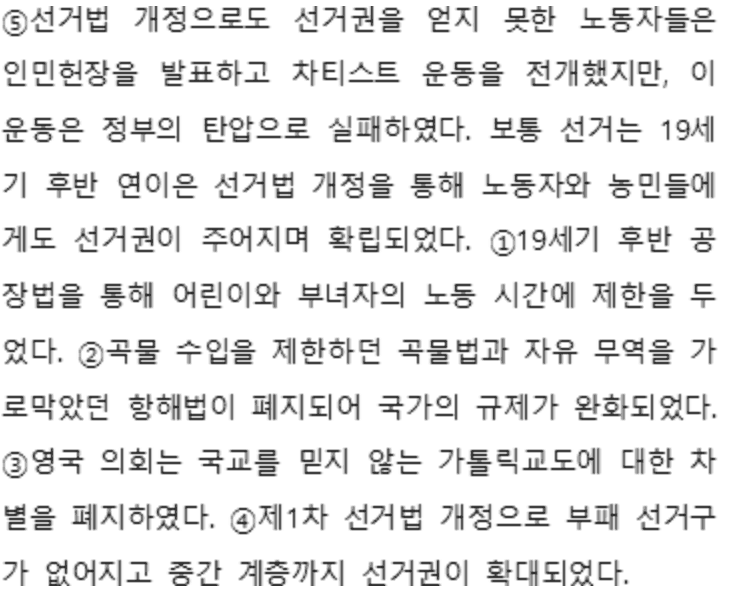 ⑤선거법 개정으로도 선거권을 얻지 못한 노동자들은
인민헌장을 발표하고 차티스트 운동을 전개했지만, 이
운동은 정부의 탄압으로 실패하였다. 보통 선거는 19세
기 후반 연이은 선거법 개정을 통해 노동자와 농민들에
게도 선거권이 주어지며 확립되었다. ①19세기 후반 공
장법을 통해 어린이와 부녀자의 노동 시간에 제한을 두
었다. ②곡물 수입을 제한하던 곡물법과 자유 무역을 가
로막았던 항해법이 폐지되어 국가의 규제가 완화되었다.
③영국 의회는 국교를 믿지 않는 가톨릭교도에 대한 차
별을 폐지하였다. ④제1차 선거법 개정으로 부패 선거구
가 없어지고 중간 계층까지 선거권이 확대되었다.